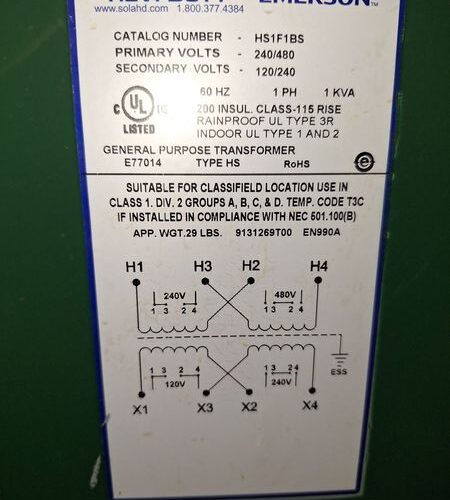 HEVI-DUTY EMERSON™
www.solahd.com 1.800.377.4384
CATALOG NUMBER - HS1F1BS
PRIMARY VOLTS - 240/480
SECONDARY VOLTS - 120/240
60 HZ 1 PH 1 KVA
C UL US
LISTED
200 INSUL. CLASS-115 RISE
RAINPROOF UL TYPE 3R
INDOOR UL TYPE 1 AND 2
GENERAL PURPOSE TRANSFORMER
E77014 TYPE HS RoHS e
SUITABLE FOR CLASSIFIELD LOCATION USE IN
CLASS 1. DIV. 2 GROUPS A, B, C, & D. TEMP. CODE T3C
IF INSTALLED IN COMPLIANCE WITH NEC 501.100(B)
APP. WGT.29 LBS. 9131269T00 EN990A
H1 H3 H2 H4
240V 480V
1 3 2 4 1 3 2 4
ESS
1 3 2 4 1 3 2 4
120V 240V
X1 X3 X2 X4